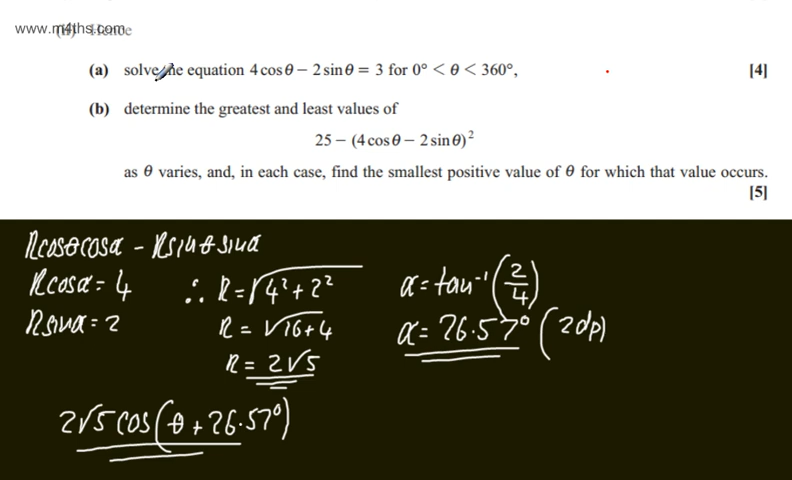 www.m4ths.com
(a) solve the equation 4 cos θ − 2 sin θ = 3 for 0° < θ < 360°, [4]
(b) determine the greatest and least values of
25 − (4 cos θ − 2 sin θ)²
as θ varies, and, in each case, find the smallest positive value of θ for which that value occurs.
[5]
Rcosθcosα − Rsinθsinα
Rcosα = 4 ∴ R = √4² + 2² α = tan⁻¹(2/4)
Rsinα = 2 R = √16 + 4 α = 26.57° (2dp)
R = 2√5
2√5 cos(θ + 26.57°)